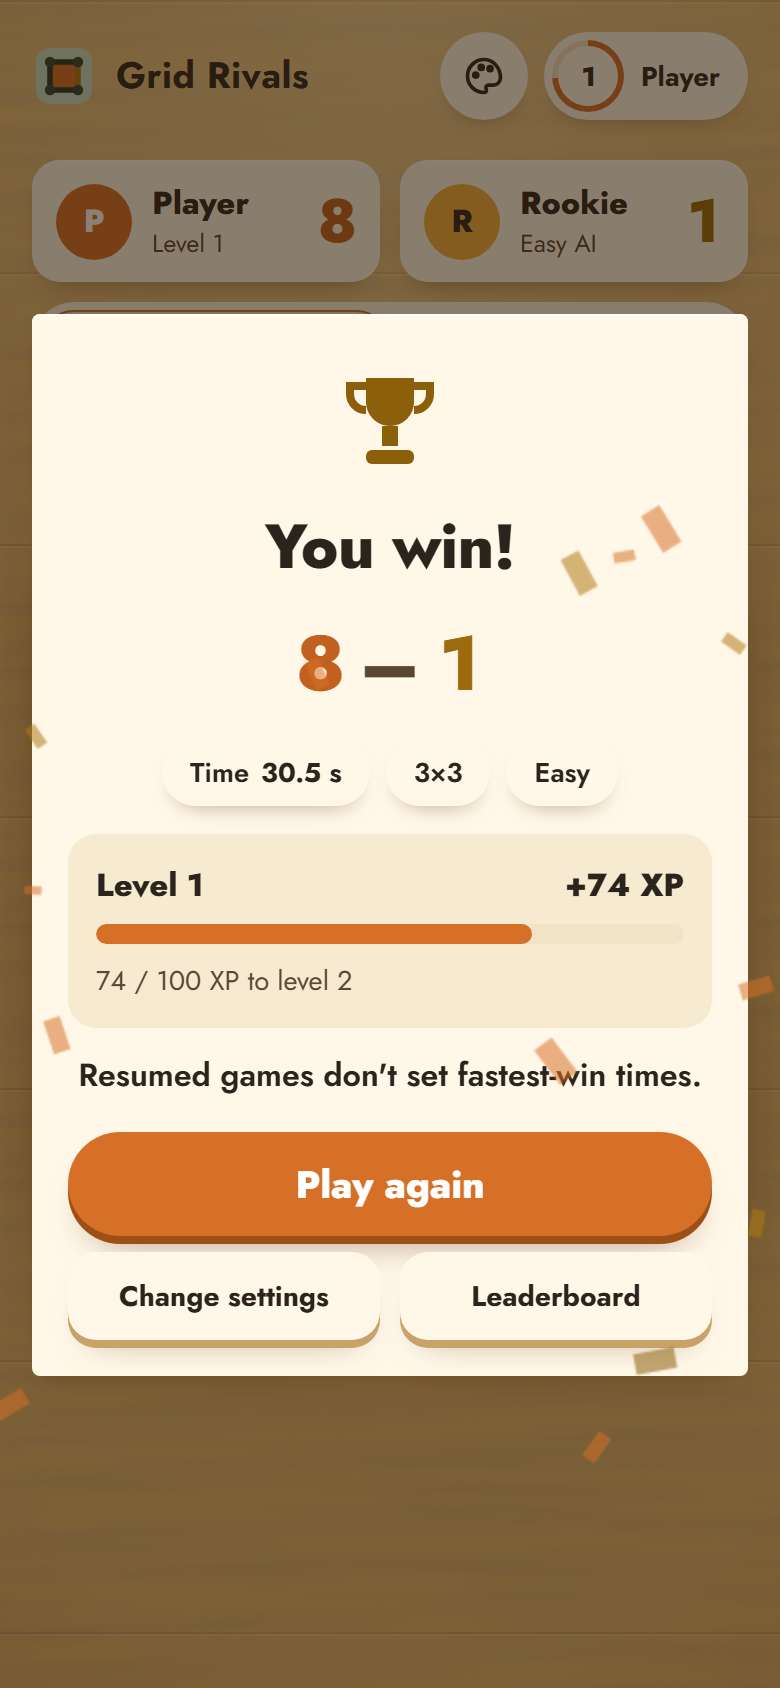 Grid Rivals
1
Player
P
Player
Level 1
8
R
Rookie
Easy AI
1
You win!
8 – 1
Time 30.5 s
3×3
Easy
Level 1
+74 XP
74 / 100 XP to level 2
Resumed games don't set fastest-win times.
Play again
Change settings
Leaderboard